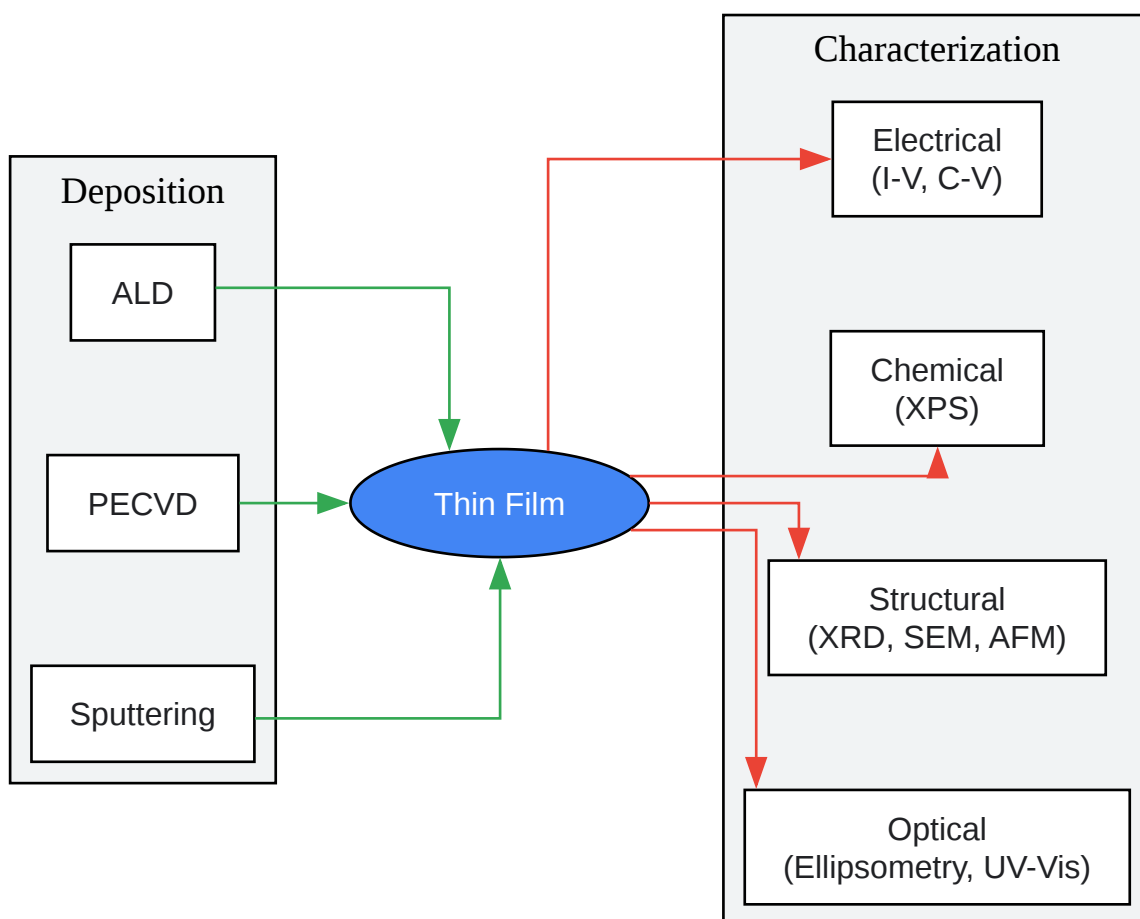 Deposition
ALD
PECVD
Sputtering
Thin Film
Characterization
Electrical
(I-V, C-V)
Chemical
(XPS)
Structural
(XRD, SEM, AFM)
Optical
(Ellipsometry, UV-Vis)